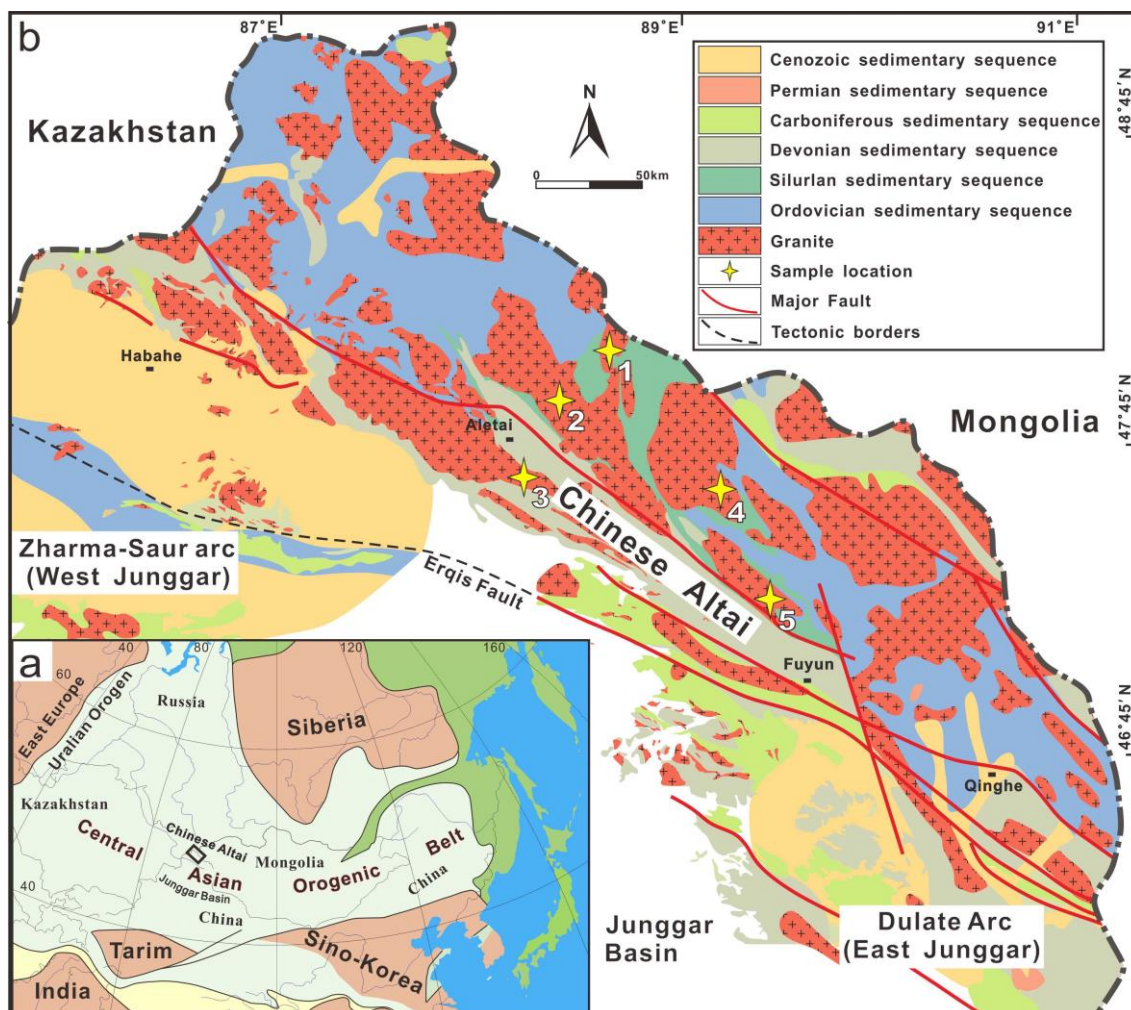 b
87°E
89°E
91°E
48°45′N
47°45′N
46°45′N
Kazakhstan
N
0
50km
Cenozoic sedimentary sequence
Permian sedimentary sequence
Carboniferous sedimentary sequence
Devonian sedimentary sequence
Silurlan sedimentary sequence
Ordovician sedimentary sequence
Granite
Sample location
Major Fault
Tectonic borders
Habahe
1
2
Aletai
Mongolia
3
4
Chinese Altai
5
Zharma-Saur arc
(West Junggar)
Erqis Fault
Fuyun
Qinghe
Junggar
Basin
Dulate Arc
(East Junggar)
a
40
80
120
160
60
East Europe
Uralian Orogen
Russia
Siberia
Kazakhstan
Central
Chinese Altai
Asian
Mongolia
Orogenic
Belt
China
Junggar Basin
40
China
Tarim
Sino-Korea
India